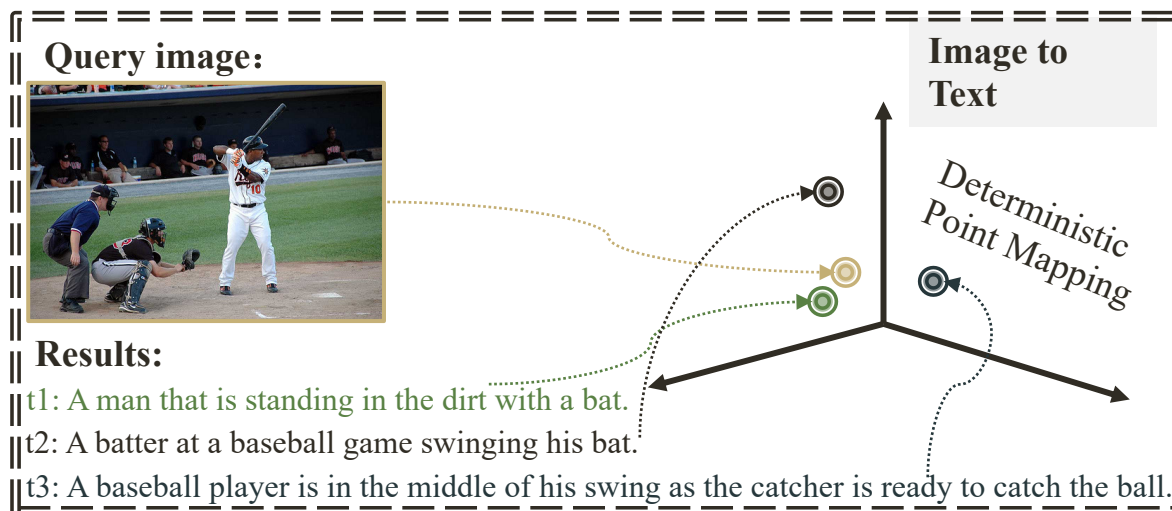 Query image:
Image to
Text
10
Deterministic
Point Mapping
Results:
t1: A man that is standing in the dirt with a bat.
t2: A batter at a baseball game swinging his bat.
t3: A baseball player is in the middle of his swing as the catcher is ready to catch the ball.